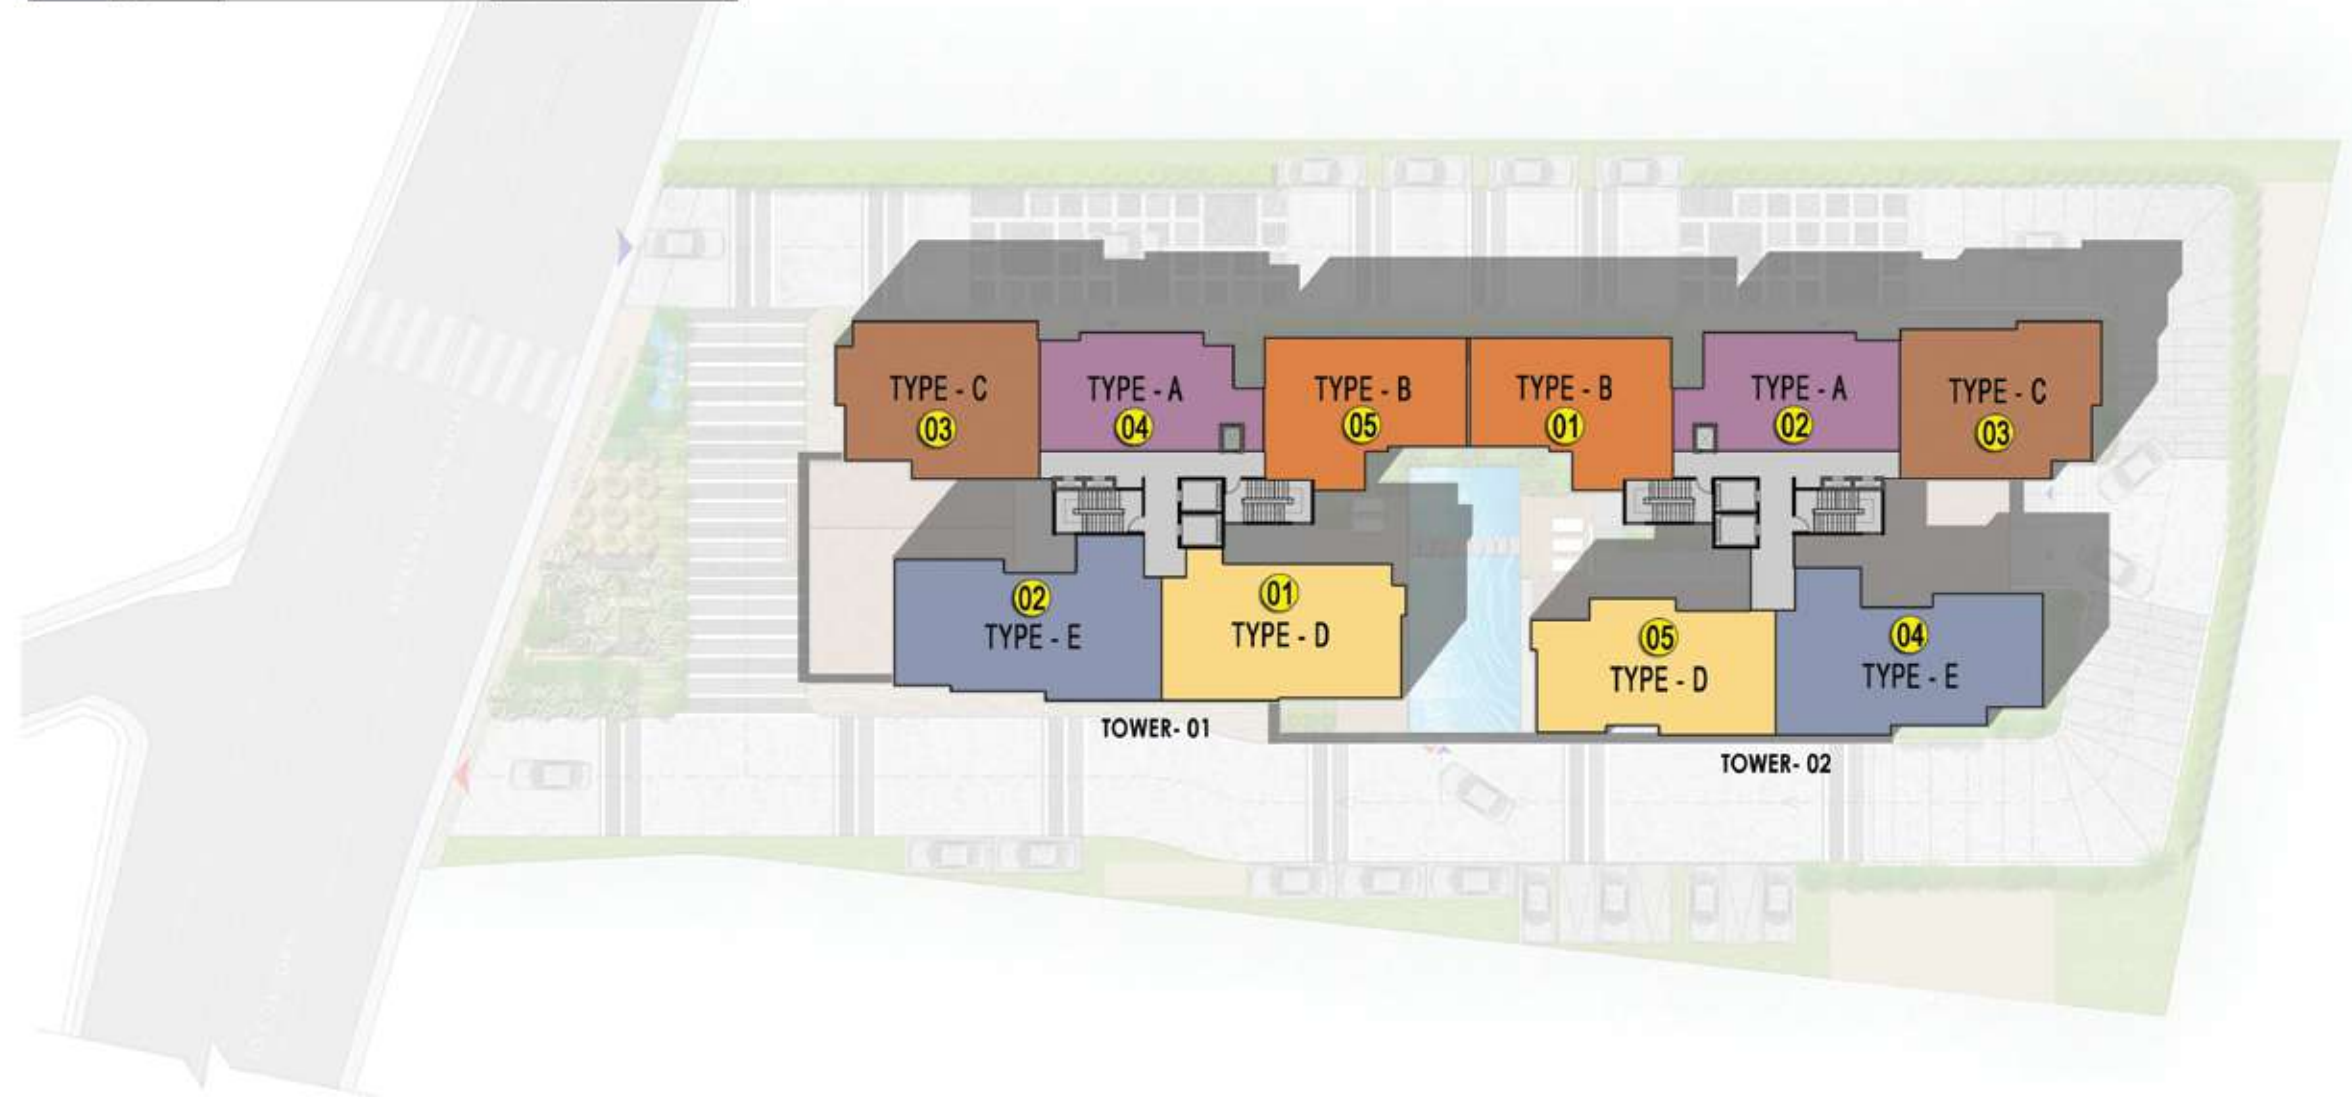 TYPE - C
03
TYPE - A
04
TYPE - B
05
TYPE - B
01
TYPE - A
02
TYPE - C
03
02
TYPE - E
01
TYPE - D
05
TYPE - D
04
TYPE - E
TOWER- 01
TOWER- 02